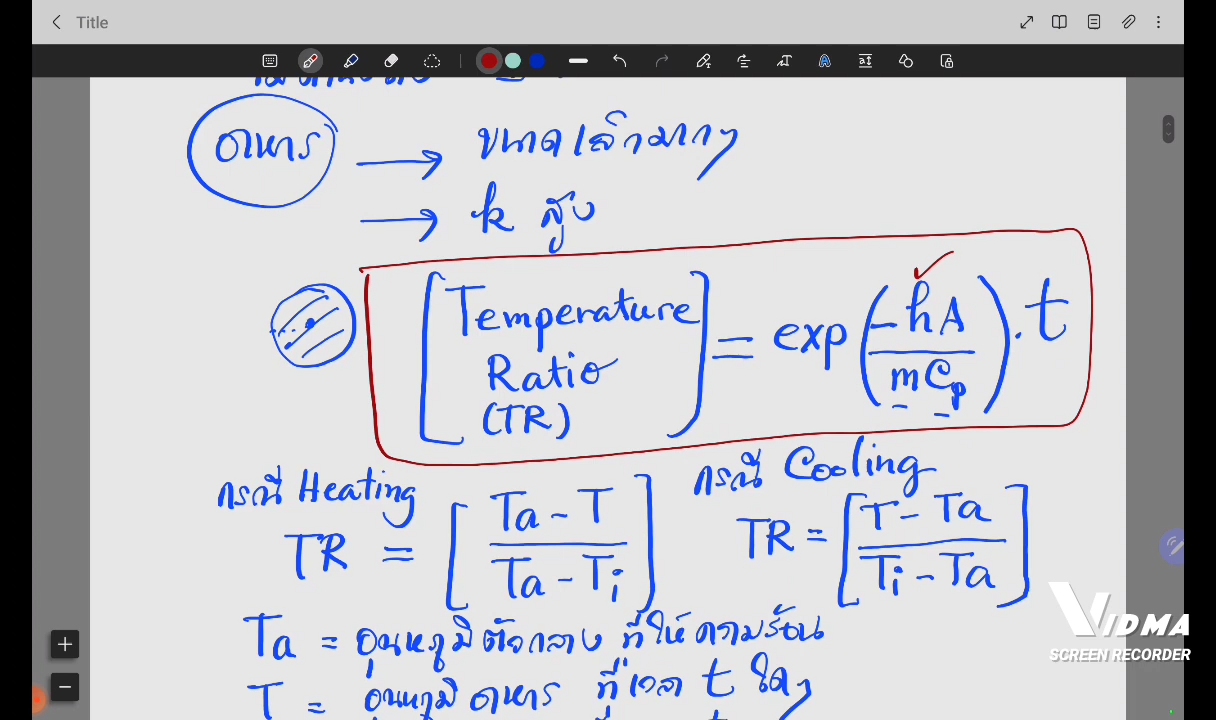 Title
อาหาร → ขนาดเล็กมากๆ
→ k สูง
[Temperature Ratio (TR)] = exp (-hA / mCp) . t
กรณี Heating
TR = [Ta - T / Ta - Ti]
กรณี Cooling
TR = [T - Ta / Ti - Ta]
Ta = อุณหภูมิตัวกลาง ที่ให้ความร้อน
T = อุณหภูมิ อาหาร ที่เวลา t ใดๆ
VIDMA
SCREEN RECORDER